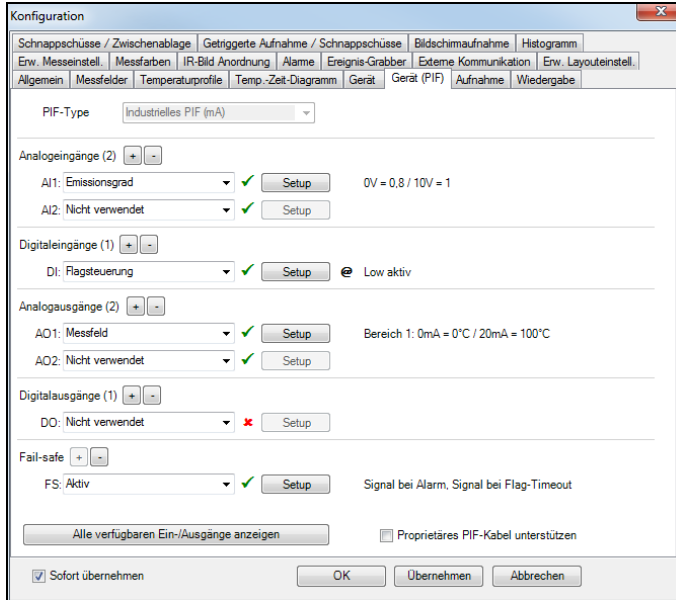 Konfiguration
Schnappschüsse / Zwischenablage Getriggerte Aufnahme / Schnappschüsse Bildschimaufnahme Histogramm
Erw. Messeinstell. Messfarben IR-Bild Anordnung Alarme Ereignis-Grabber Externe Kommunikation Erw. Layouteinstell.
Allgemein Messfelder Temperaturprofile Temp.-Zeit-Diagramm Gerät Gerät (PIF) Aufnahme Wiedergabe
PIF-Type Industrielles PIF (mA)
Analogeingänge (2) + -
AI1: Emissionsgrad Setup 0V = 0,8 / 10V = 1
AI2: Nicht verwendet Setup
Digitaleingänge (1) + -
DI: Flagsteuerung Setup @ Low aktiv
Analogausgänge (2) + -
AO1: Messfeld Setup Bereich 1: 0mA = 0°C / 20mA = 100°C
AO2: Nicht verwendet Setup
Digitalausgänge (1) + -
DO: Nicht verwendet Setup
Fail-safe + -
FS: Aktiv Setup Signal bei Alarm, Signal bei Flag-Timeout
Alle verfügbaren Ein-/Ausgänge anzeigen Proprietäres PIF-Kabel unterstützen
Sofort übernehmen OK Übernehmen Abbrechen